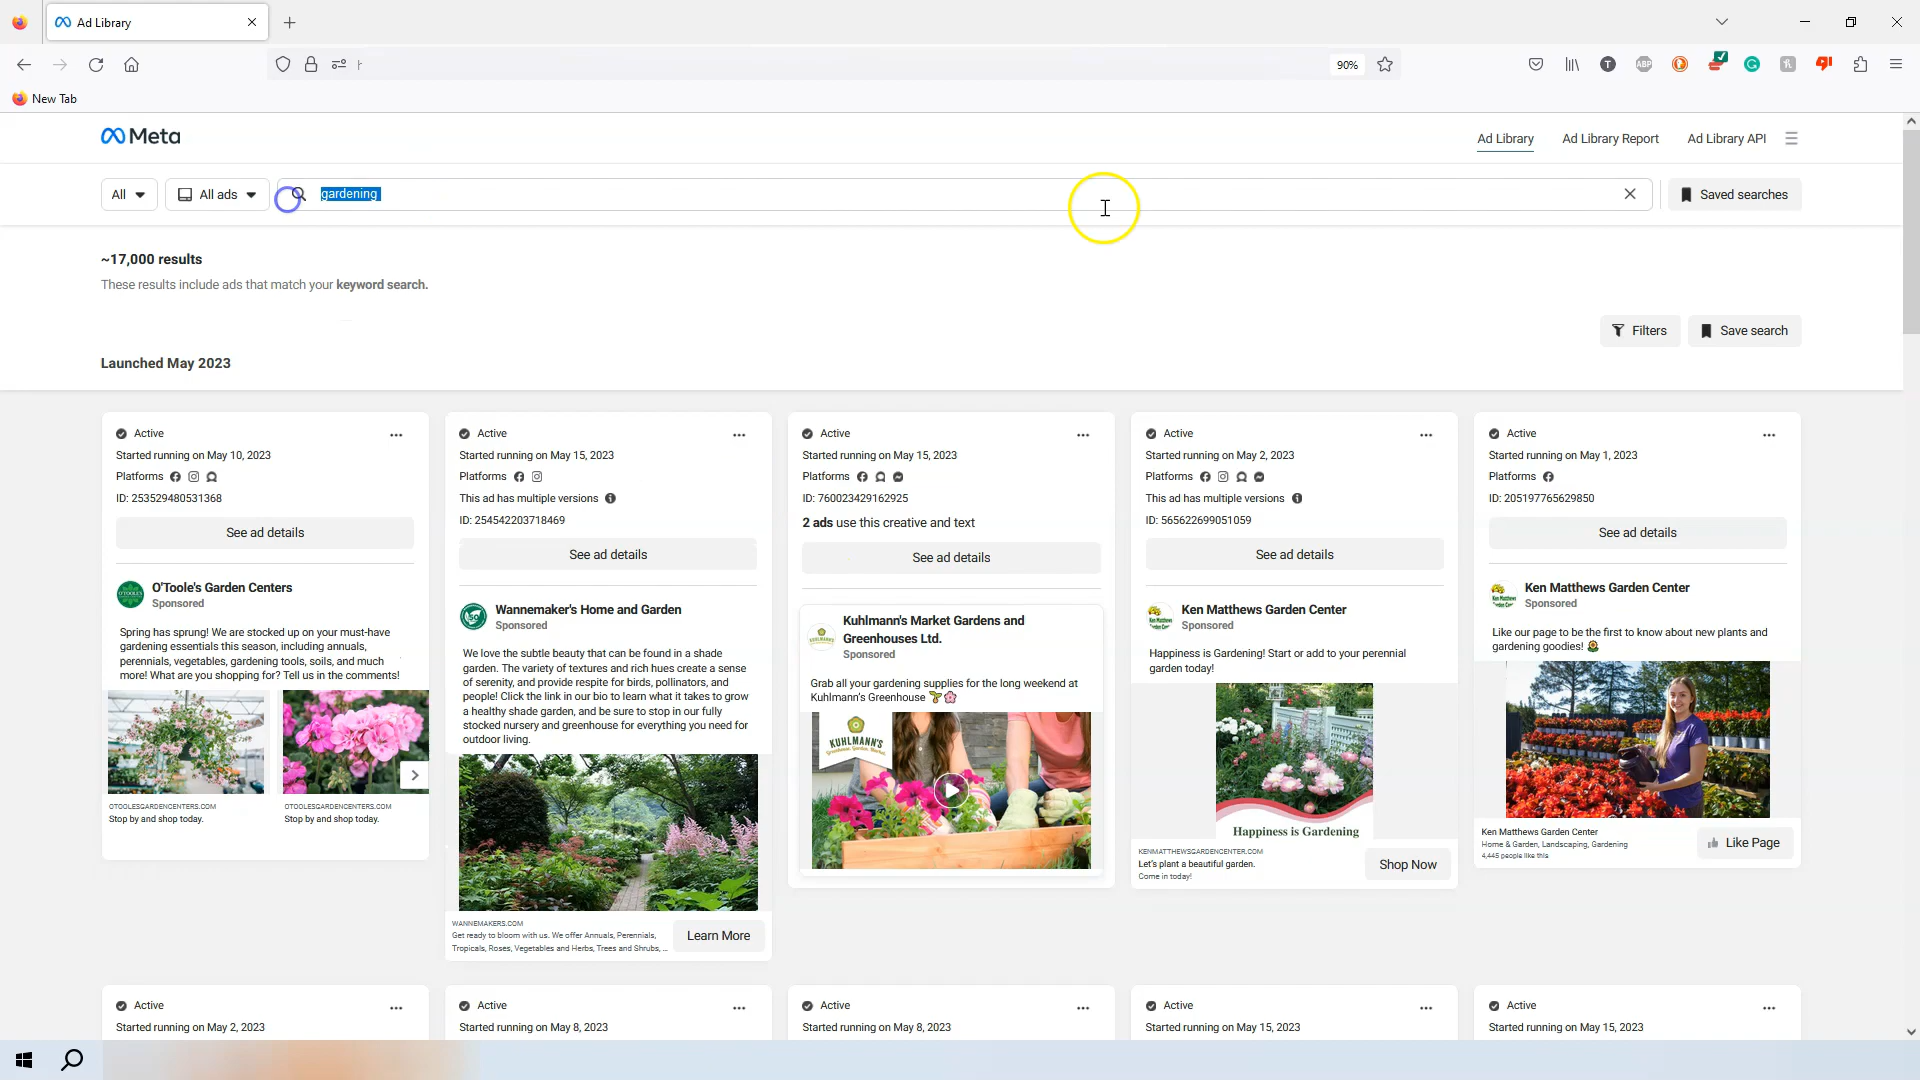 Ad Library
90%
New Tab
Meta
Ad Library
Ad Library Report
Ad Library API
All
All ads
gardening
Saved searches
~17,000 results
These results include ads that match your keyword search.
Filters
Save search
Launched May 2023
Active
Started running on May 10, 2023
Platforms
ID: 253529480531368
See ad details
O'Toole's Garden Centers
Sponsored
Spring has sprung! We are stocked up on your must-have
gardening essentials this season, including annuals,
perennials, vegetables, gardening tools, soils, and much
more! What are you shopping for? Tell us in the comments!
OTOOLESGARDENCENTERS.COM
Stop by and shop today.
OTOOLESGARDENCENTERS.COM
Stop by and shop today.
Active
Started running on May 15, 2023
Platforms
This ad has multiple versions
ID: 254542203718469
See ad details
Wannemaker's Home and Garden
Sponsored
We love the subtle beauty that can be found in a shade
garden. The variety of textures and rich hues create a sense
of serenity, and provide respite for birds, pollinators, and
people! Click the link in our bio to learn what it takes to grow
a healthy shade garden, and be sure to stop in our fully
stocked nursery and greenhouse for everything you need for
outdoor living.
WANNEMAKERS.COM
Get ready to bloom with us. We offer Annuals, Perennials,
Tropicals, Roses, Vegetables and Herbs, Trees and Shrubs, ...
Learn More
Active
Started running on May 15, 2023
Platforms
ID: 760023429162925
2 ads use this creative and text
See ad details
Kuhlmann's Market Gardens and
Greenhouses Ltd.
Sponsored
Grab all your gardening supplies for the long weekend at
Kuhlmann's Greenhouse
KUHLMANN'S
Active
Started running on May 2, 2023
Platforms
This ad has multiple versions
ID: 565622699051059
See ad details
Ken Matthews Garden Center
Sponsored
Happiness is Gardening! Start or add to your perennial
garden today!
Happiness is Gardening
KENMATTHEWSGARDENCENTER.COM
Let's plant a beautiful garden.
Come in today!
Shop Now
Active
Started running on May 1, 2023
Platforms
ID: 205197765629850
See ad details
Ken Matthews Garden Center
Sponsored
Like our page to be the first to know about new plants and
gardening goodies!
Ken Matthews Garden Center
Home & Garden, Landscaping, Gardening
4,445 people like this
Like Page
Active
Started running on May 2, 2023
Active
Started running on May 8, 2023
Active
Started running on May 8, 2023
Active
Started running on May 15, 2023
Active
Started running on May 15, 2023